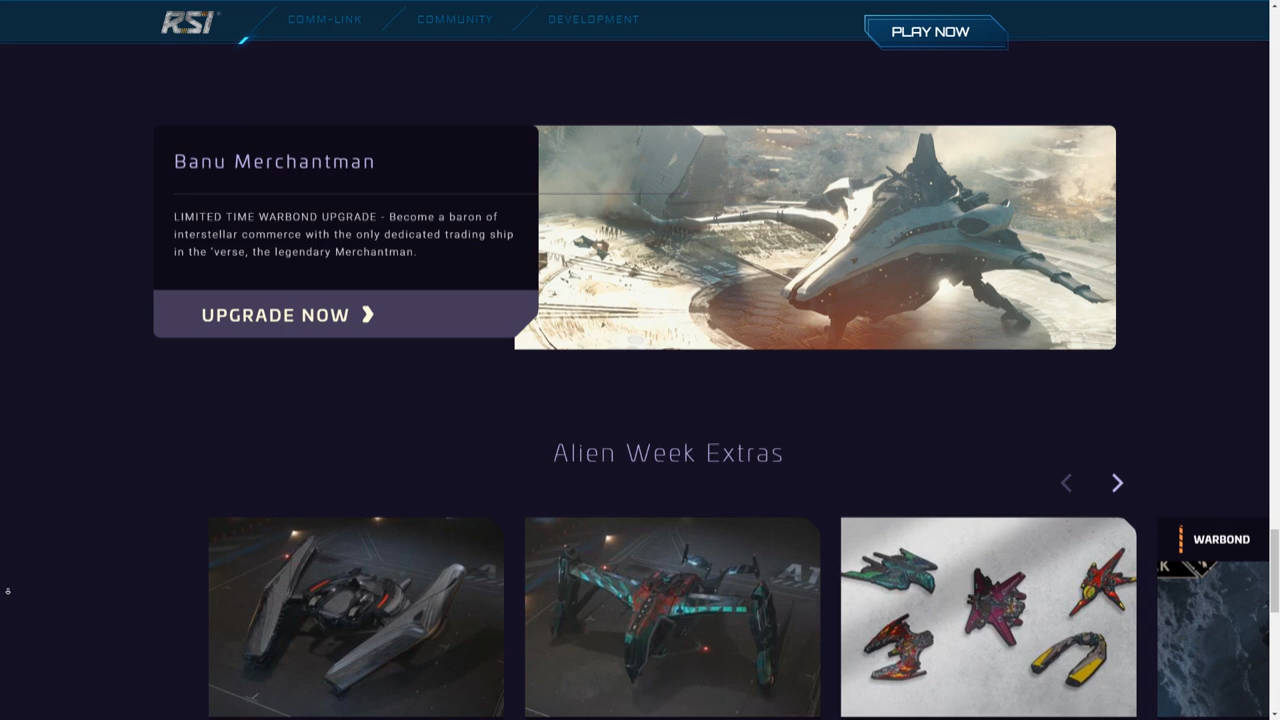 RSI
COMM-LINK
COMMUNITY
DEVELOPMENT
PLAY NOW
Banu Merchantman
LIMITED TIME WARBOND UPGRADE - Become a baron of
interstellar commerce with the only dedicated trading ship
in the 'verse, the legendary Merchantman.
UPGRADE NOW
Alien Week Extras
WARBOND